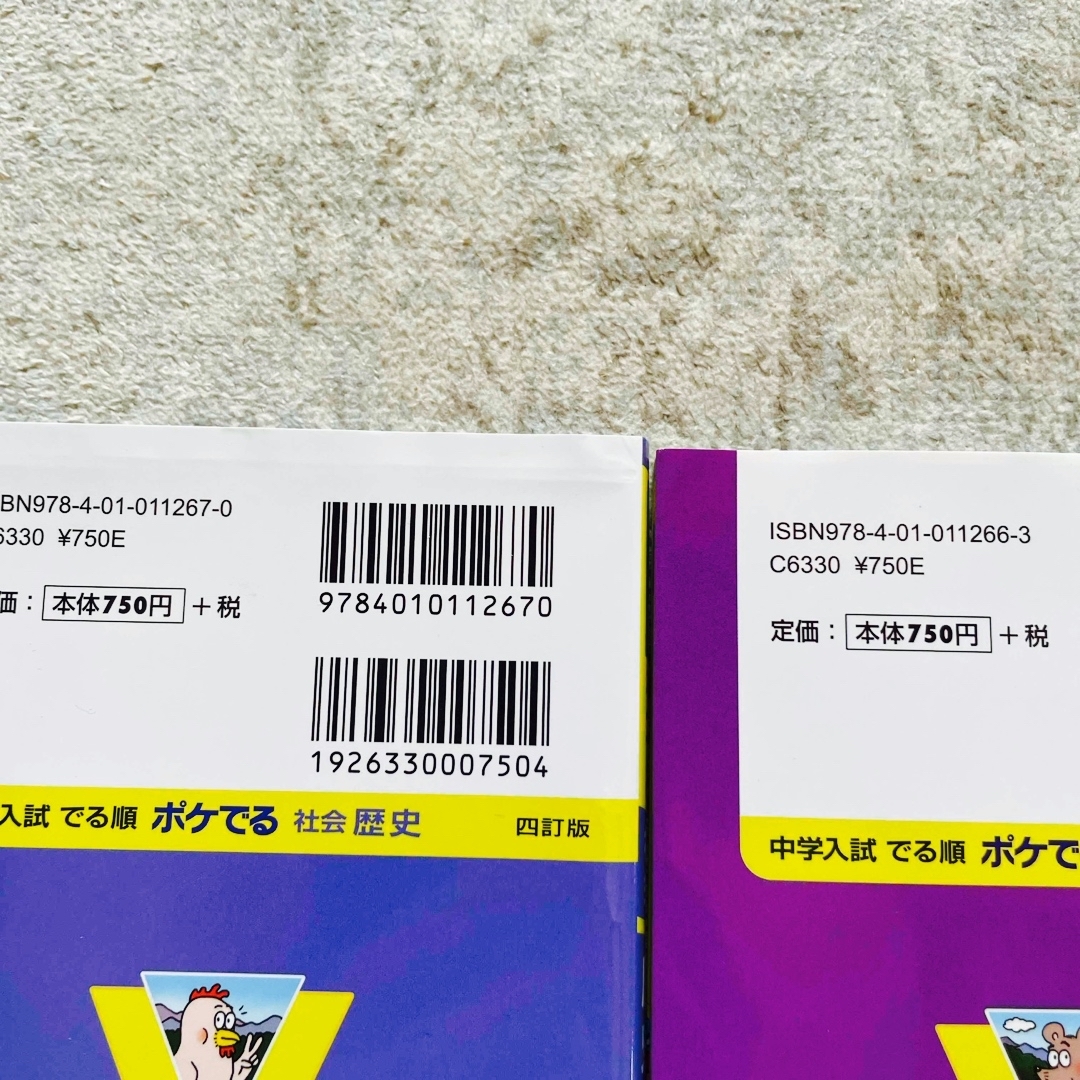 BN978-4-01-011267-0
6330 ¥750E
価： 本体750円 ＋税
9784010112670
1926330007504
入試 でる順 ポケでる 社会 歴史 四訂版
ISBN978-4-01-011266-3
C6330 ¥750E
定価： 本体750円 ＋税
中学入試 でる順 ポケで